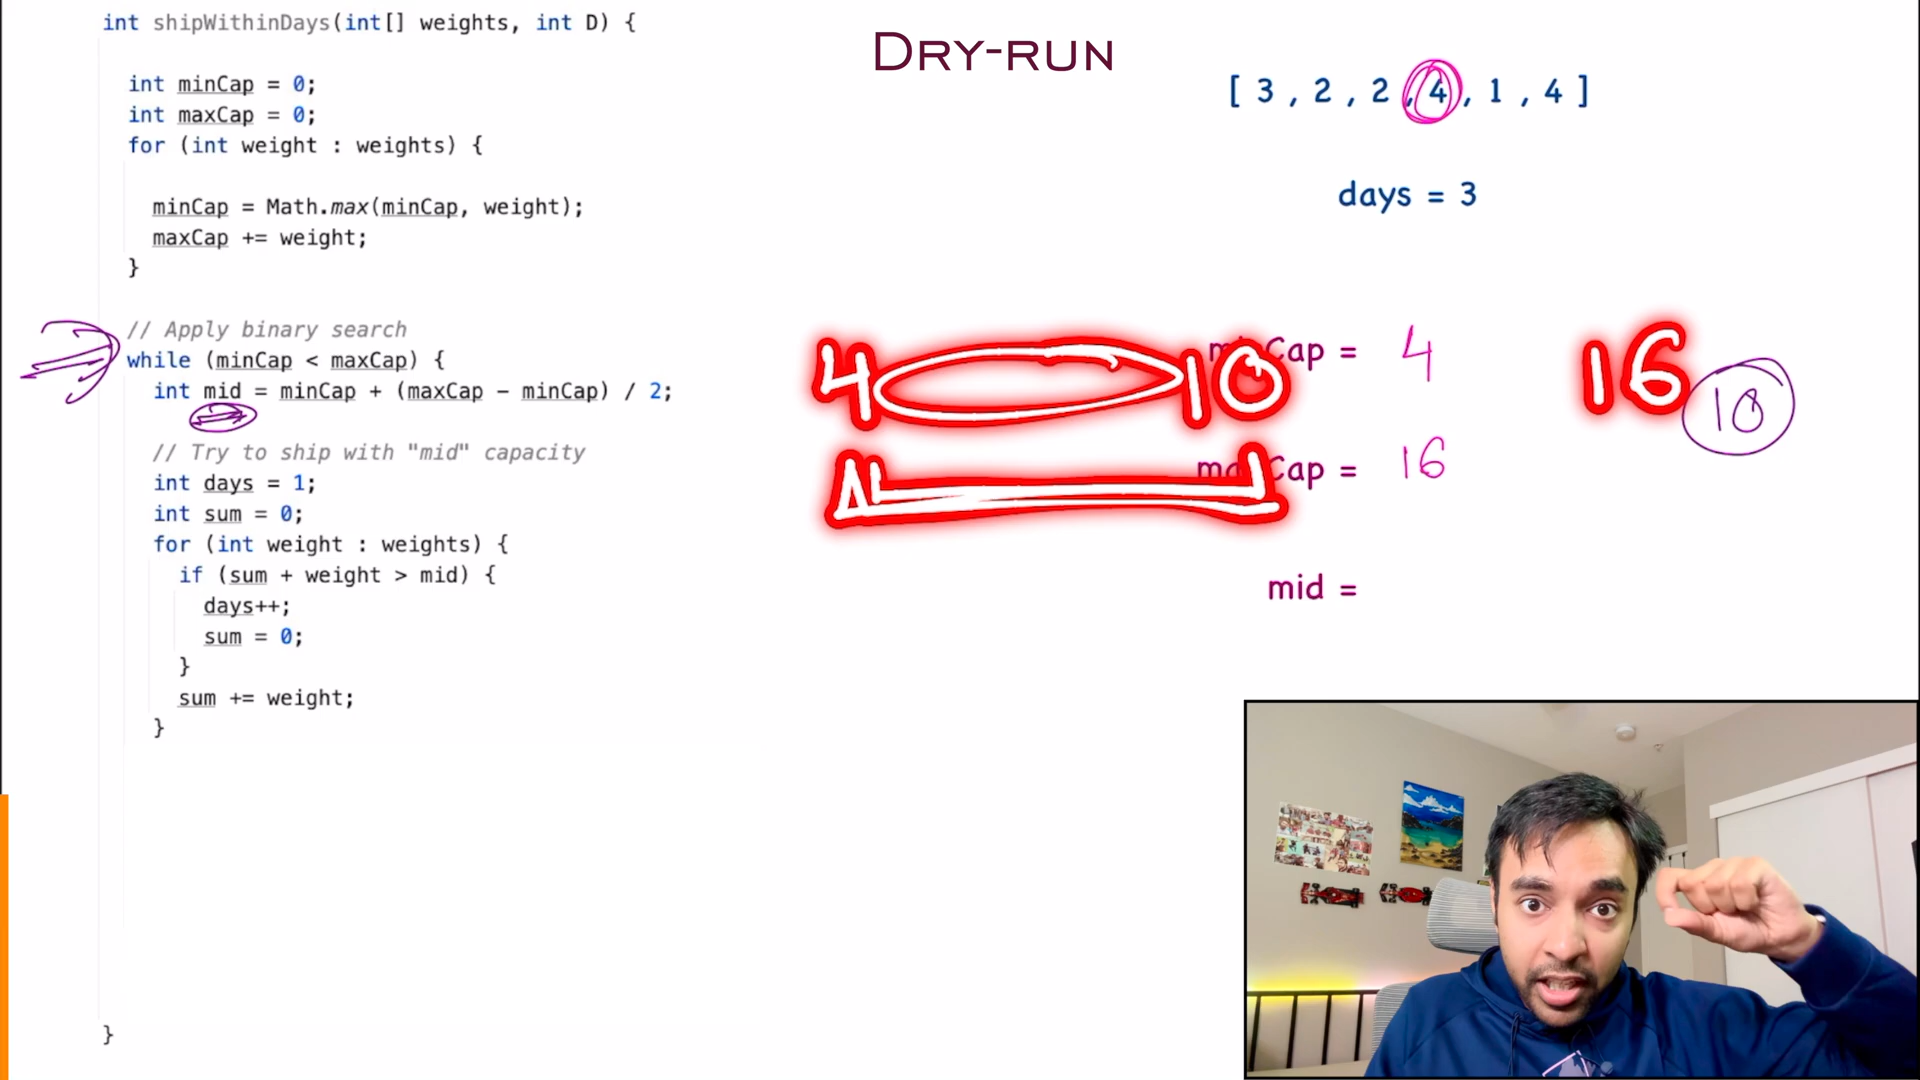 int shipWithinDays(int[] weights, int D) {
int minCap = 0;
int maxCap = 0;
for (int weight : weights) {
minCap = Math.max(minCap, weight);
maxCap += weight;
}
// Apply binary search
while (minCap < maxCap) {
int mid = minCap + (maxCap - minCap) / 2;
// Try to ship with "mid" capacity
int days = 1;
int sum = 0;
for (int weight : weights) {
if (sum + weight > mid) {
days++;
sum = 0;
}
sum += weight;
}
}
DRY-RUN
[ 3 , 2 , 2 , 4 , 1 , 4 ]
days = 3
minCap = 4
maxCap = 16
mid =
4 10 16
10